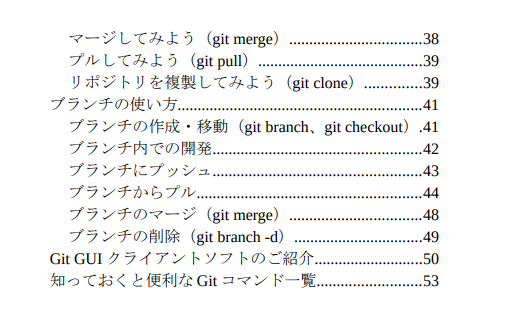 マージしてみよう（git merge）..................................38
プルしてみよう（git pull）..........................................39
リポジトリを複製してみよう（git clone）..............39
ブランチの使い方..............................................................41
ブランチの作成・移動（git branch、git checkout）.41
ブランチ内での開発.....................................................42
ブランチにプッシュ.....................................................43
ブランチからプル.........................................................44
ブランチのマージ（git merge）..................................48
ブランチの削除（git branch -d）................................49
Git GUI クライアントソフトのご紹介...........................50
知っておくと便利な Git コマンド一覧...........................53